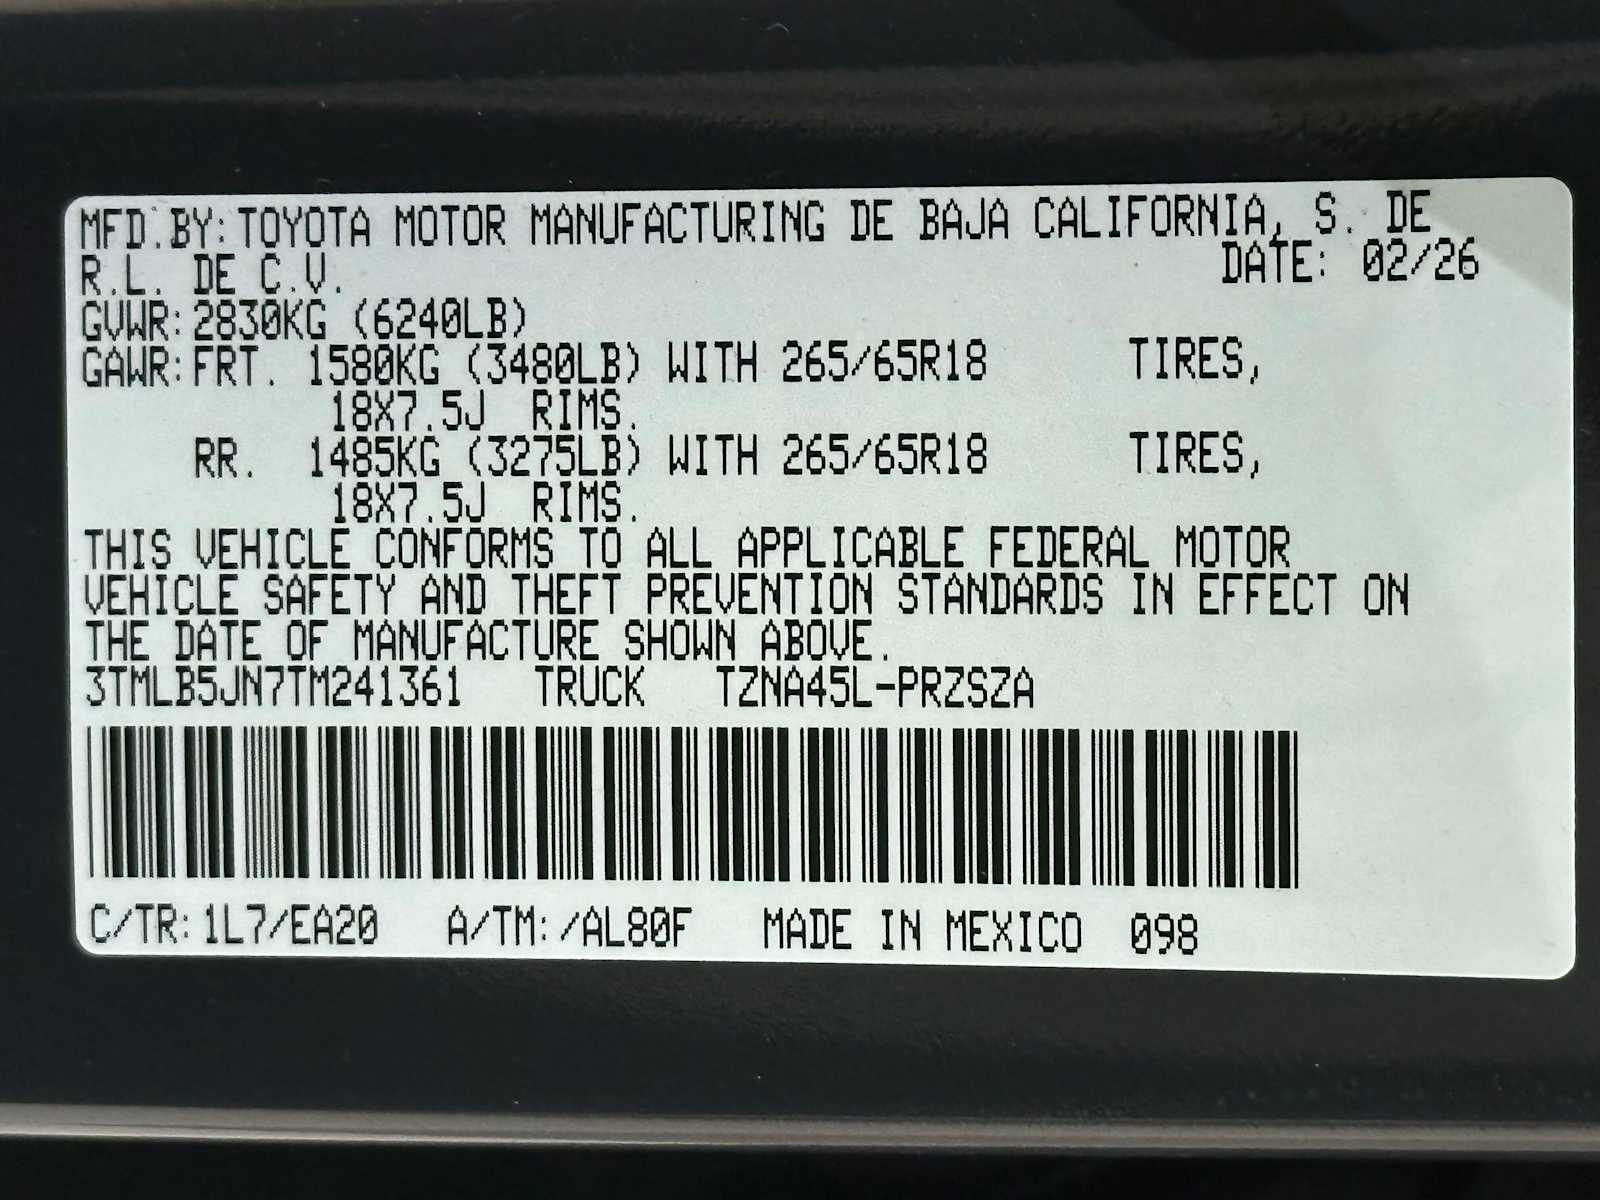 MFD.BY:TOYOTA MOTOR MANUFACTURING DE BAJA CALIFORNIA, S. DE
R.L. DE C.V. DATE: 02/26
GVWR:2830KG (6240LB)
GAWR:FRT. 1580KG (3480LB) WITH 265/65R18 TIRES,
18X7.5J RIMS.
RR. 1485KG (3275LB) WITH 265/65R18 TIRES,
18X7.5J RIMS.
THIS VEHICLE CONFORMS TO ALL APPLICABLE FEDERAL MOTOR
VEHICLE SAFETY AND THEFT PREVENTION STANDARDS IN EFFECT ON
THE DATE OF MANUFACTURE SHOWN ABOVE.
3TMLB5JN7TM241361 TRUCK TZNA45L-PRZSZA
C/TR:1L7/EA20 A/TM:/AL80F MADE IN MEXICO 098